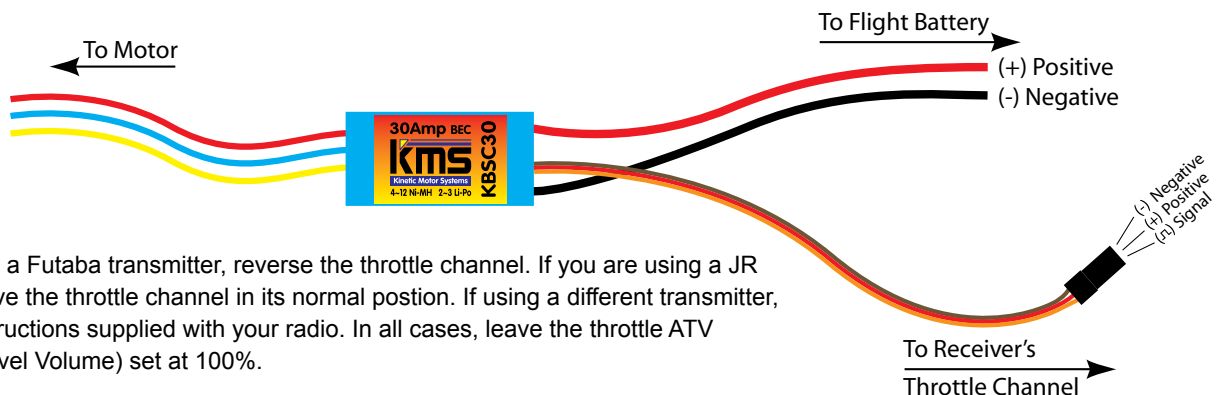 To Motor
To Flight Battery
(+) Positive
(-) Negative
30Amp BEC
KMS
Kinetic Motor Systems
4~12 Ni-MH 2~3 Li-Po
KBSC30
(-) Negative
(+) Positive
(⎍) Signal
a Futaba transmitter, reverse the throttle channel. If you are using a JR
ve the throttle channel in its normal postion. If using a different transmitter,
ructions supplied with your radio. In all cases, leave the throttle ATV
vel Volume) set at 100%.
To Receiver's
Throttle Channel